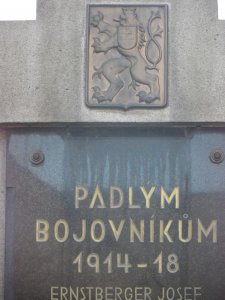 PADLÝM
BOJOVNÍKŮM
1914-18
ERNSTBERGER JOSEF